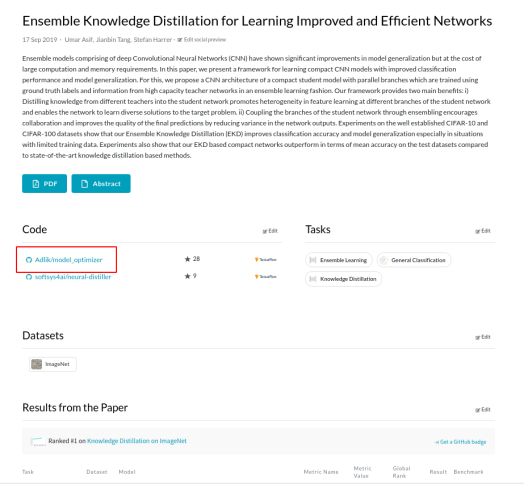 Ensemble Knowledge Distillation for Learning Improved and Efficient Networks
17 Sep 2019 · Umar Asif, Jianbin Tang, Stefan Harrer · Edit social preview
Ensemble models comprising of deep Convolutional Neural Networks (CNN) have shown significant improvements in model generalization but at the cost of
large computation and memory requirements. In this paper, we present a framework for learning compact CNN models with improved classification
performance and model generalization. For this, we propose a CNN architecture of a compact student model with parallel branches which are trained using
ground truth labels and information from high capacity teacher networks in an ensemble learning fashion. Our framework provides two main benefits: i)
Distilling knowledge from different teachers into the student network promotes heterogeneity in feature learning at different branches of the student network
and enables the network to learn diverse solutions to the target problem. ii) Coupling the branches of the student network through ensembling encourages
collaboration and improves the quality of the final predictions by reducing variance in the network outputs. Experiments on the well established CIFAR-10 and
CIFAR-100 datasets show that our Ensemble Knowledge Distillation (EKD) improves classification accuracy and model generalization especially in situations
with limited training data. Experiments also show that our EKD based compact networks outperform in terms of mean accuracy on the test datasets compared
to state-of-the-art knowledge distillation based methods.
PDF Abstract
Code Edit
Adlik/model_optimizer 28 TensorFlow
softsys4ai/neural-distiller 9 TensorFlow
Tasks Edit
Ensemble Learning General Classification
Knowledge Distillation
Datasets Edit
ImageNet
Results from the Paper Edit
Ranked #1 on Knowledge Distillation on ImageNet Get a GitHub badge
Task Dataset Model Metric Name Metric Value Global Rank Result Benchmark